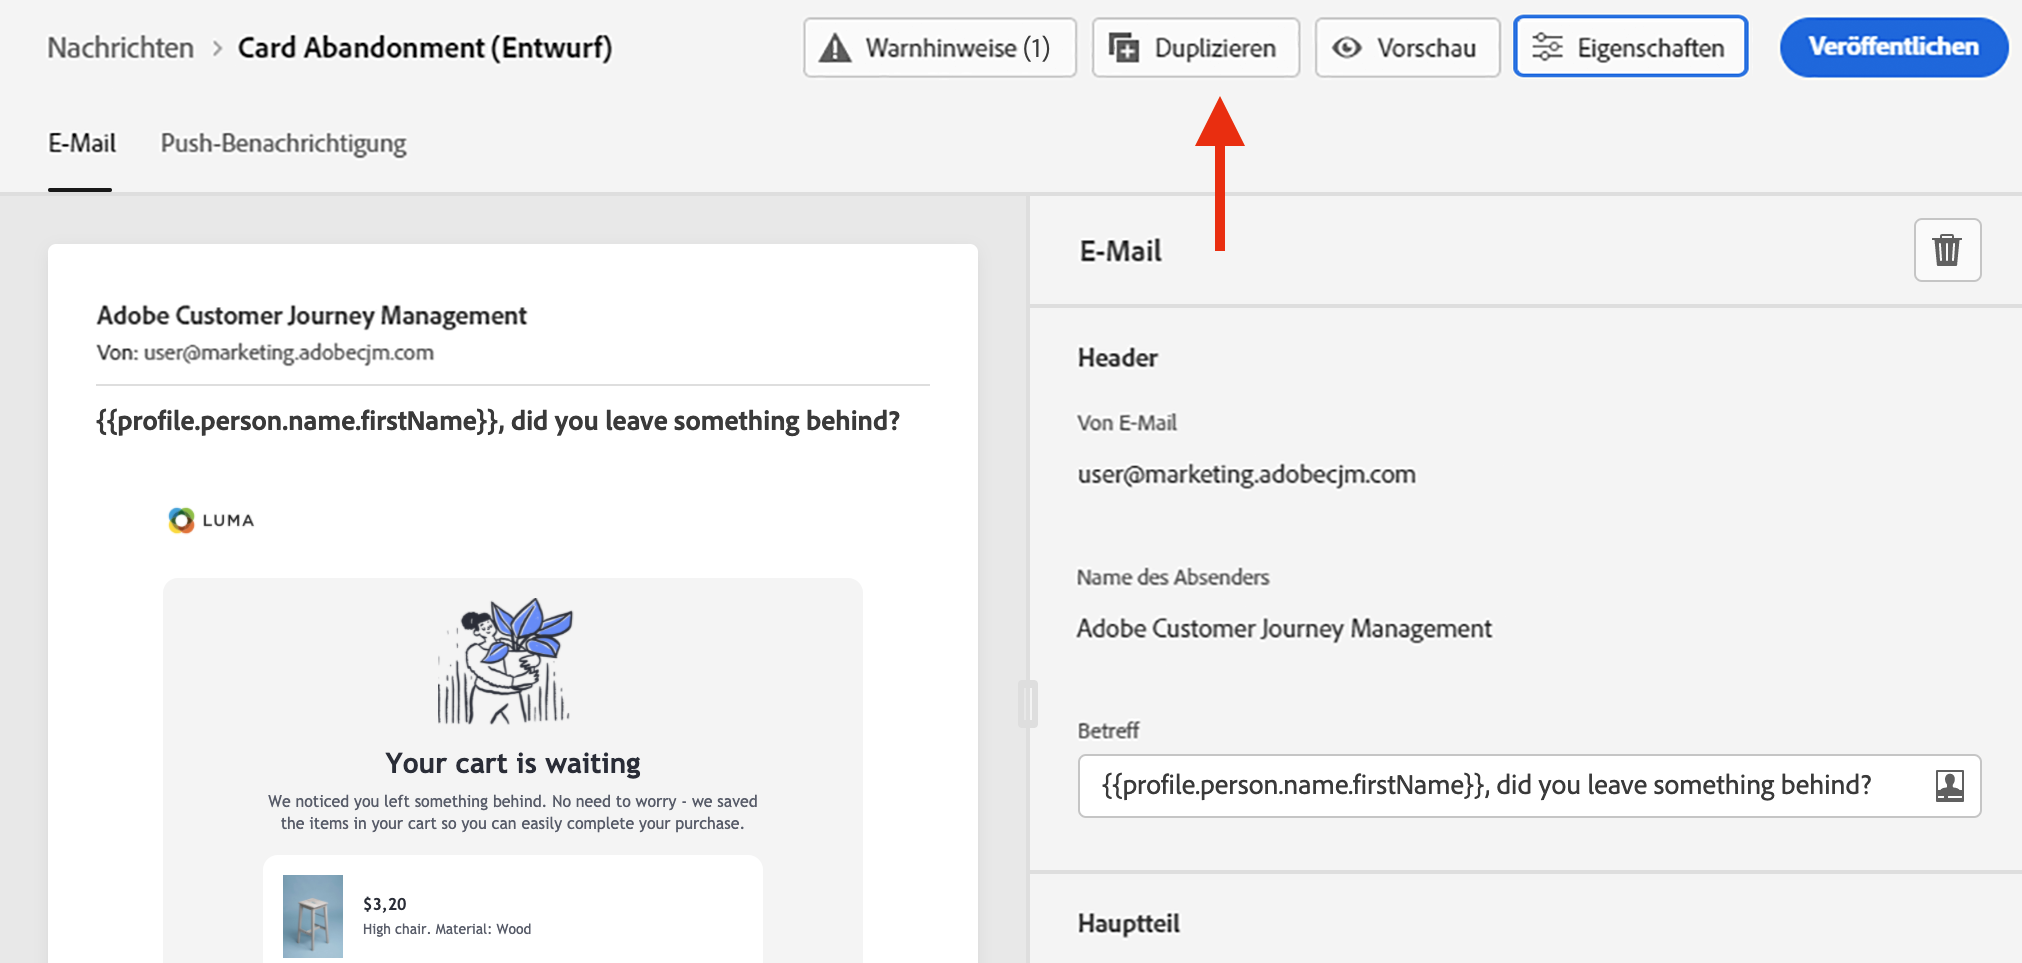 Nachrichten > Card Abandonment (Entwurf)
Warnhinweise (1)
Duplizieren
Vorschau
Eigenschaften
Veröffentlichen
E-Mail
Push-Benachrichtigung
Adobe Customer Journey Management
Von: user@marketing.adobecjm.com
{{profile.person.name.firstName}}, did you leave something behind?
LUMA
Your cart is waiting
We noticed you left something behind. No need to worry - we saved
the items in your cart so you can easily complete your purchase.
$3,20
High chair. Material: Wood
E-Mail
Header
Von E-Mail
user@marketing.adobecjm.com
Name des Absenders
Adobe Customer Journey Management
Betreff
{{profile.person.name.firstName}}, did you leave something behind?
Hauptteil